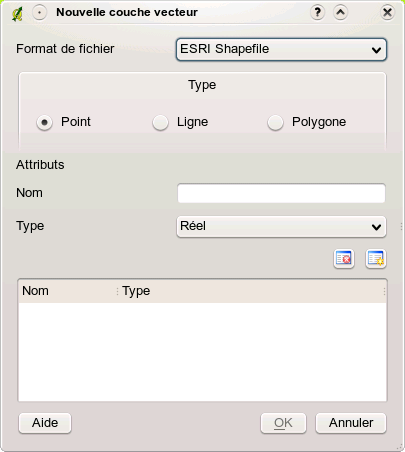 Nouvelle couche vecteur
?
Format de fichier ESRI Shapefile
Type
Point Ligne Polygone
Attributs
Nom
Type Réel
Nom Type
Aide OK Annuler